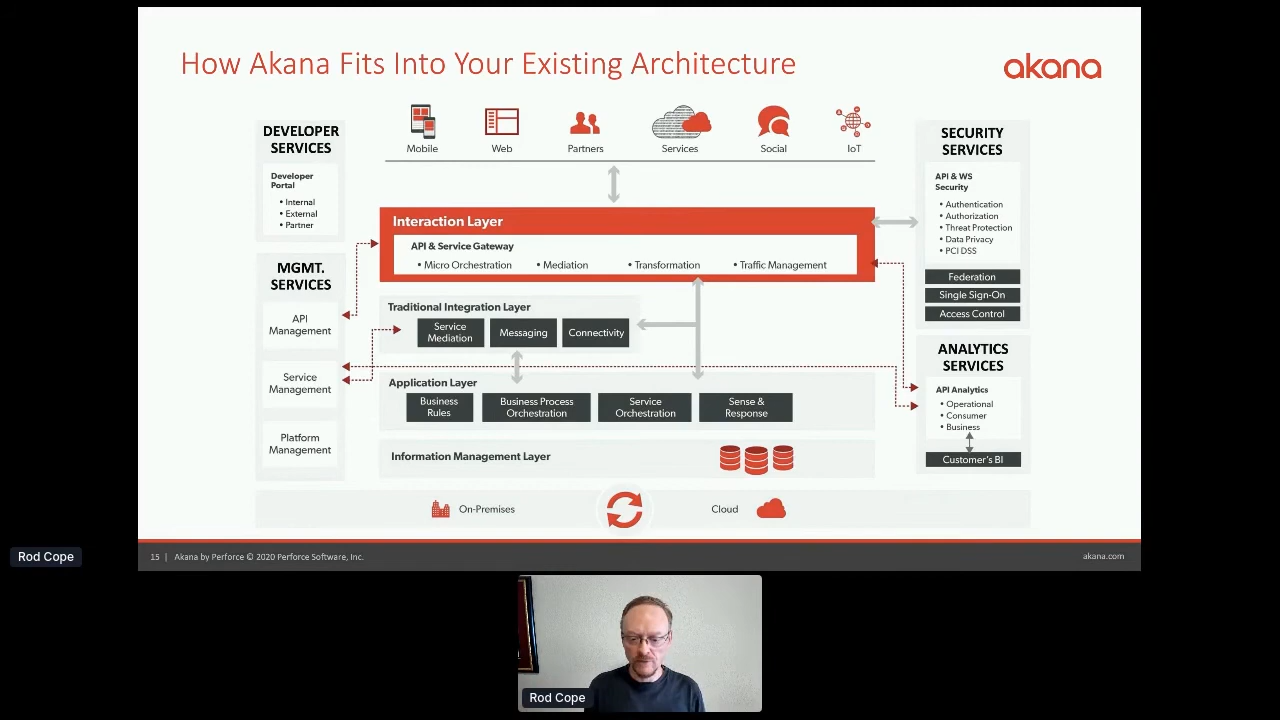 How Akana Fits Into Your Existing Architecture
akana
Mobile
Web
Partners
Services
Social
IoT
DEVELOPER
SERVICES
Developer
Portal
• Internal
• External
• Partner
MGMT.
SERVICES
API
Management
Service
Management
Platform
Management
Interaction Layer
API & Service Gateway
• Micro Orchestration
• Mediation
• Transformation
• Traffic Management
Traditional Integration Layer
Service
Mediation
Messaging
Connectivity
Application Layer
Business
Rules
Business Process
Orchestration
Service
Orchestration
Sense &
Response
Information Management Layer
SECURITY
SERVICES
API & WS
Security
• Authentication
• Authorization
• Threat Protection
• Data Privacy
• PCI DSS
Federation
Single Sign-On
Access Control
ANALYTICS
SERVICES
API Analytics
• Operational
• Consumer
• Business
Customer's BI
On-Premises
Cloud
15 | Akana by Perforce © 2020 Perforce Software, Inc.
akana.com
Rod Cope
Rod Cope